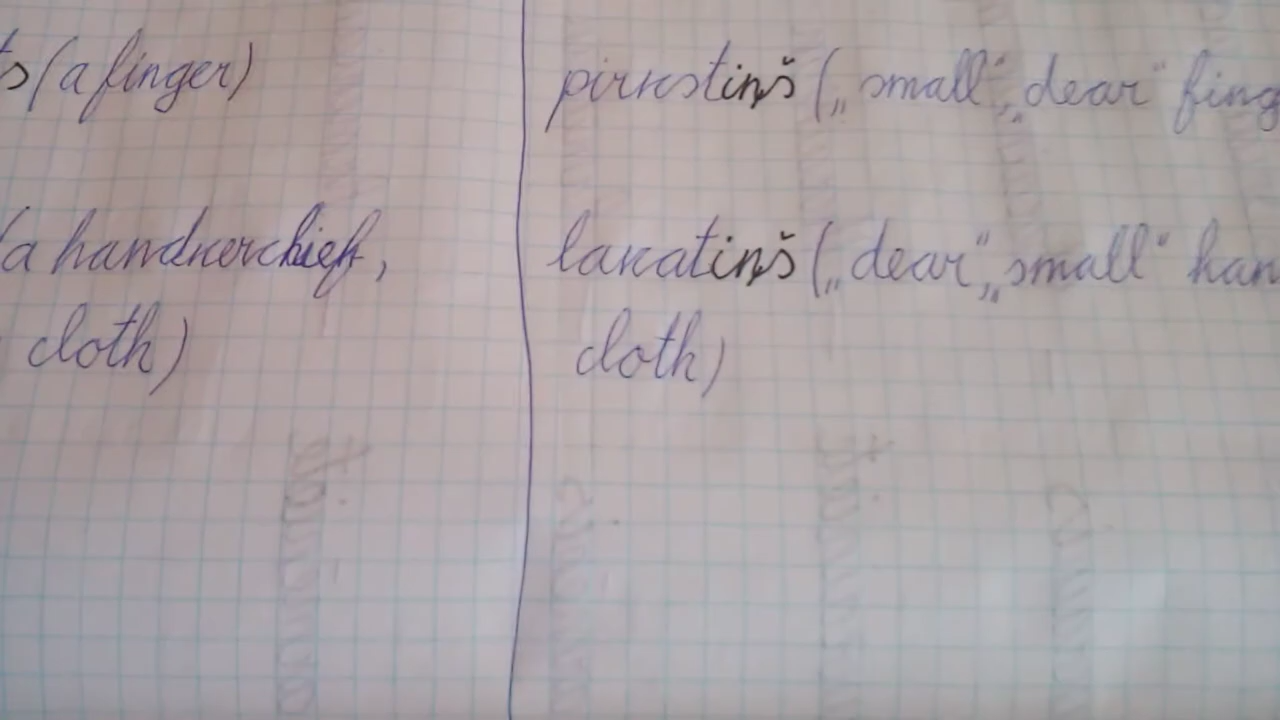 s (a finger)
pirkstiņš („small“, „dear“ fing
(a handkerchief,
lakatiņš („dear“, „small“ han
cloth)
cloth)